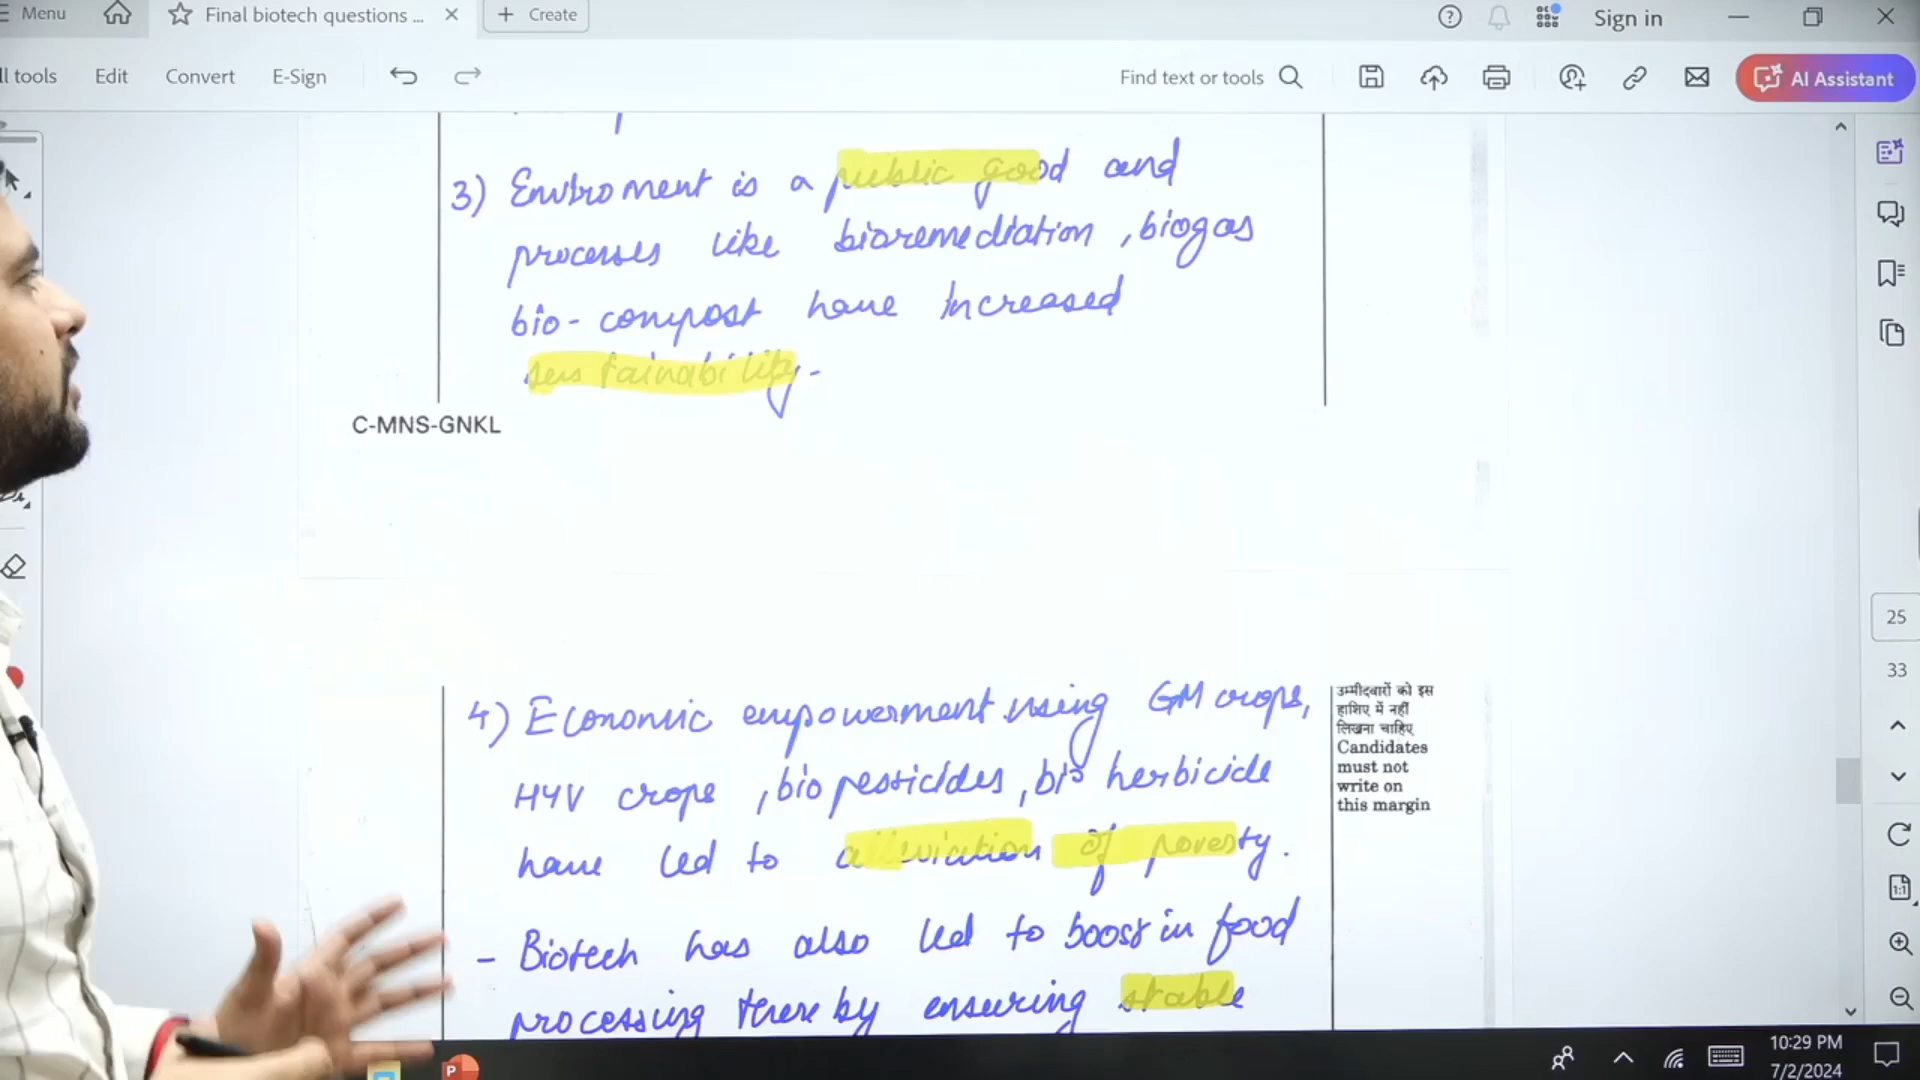 Menu
Final biotech questions ...
Create
Sign in
ll tools
Edit
Convert
E-Sign
Find text or tools
AI Assistant
3) Enviroment is a public good and
processes like bioremediation, biogas
bio-compost have increased
sustainability.
C-MNS-GNKL
25
33
4) Economic empowerment using GM crops,
HYV crops, biopesticides, bio herbicide
have led to alleviation of poverty.
- Biotech has also led to boost in food
processing thereby ensuring stable
उम्मीदवारों को इस
हाशिए में नहीं
लिखना चाहिए
Candidates
must not
write on
this margin
1:1
P
10:29 PM
7/2/2024